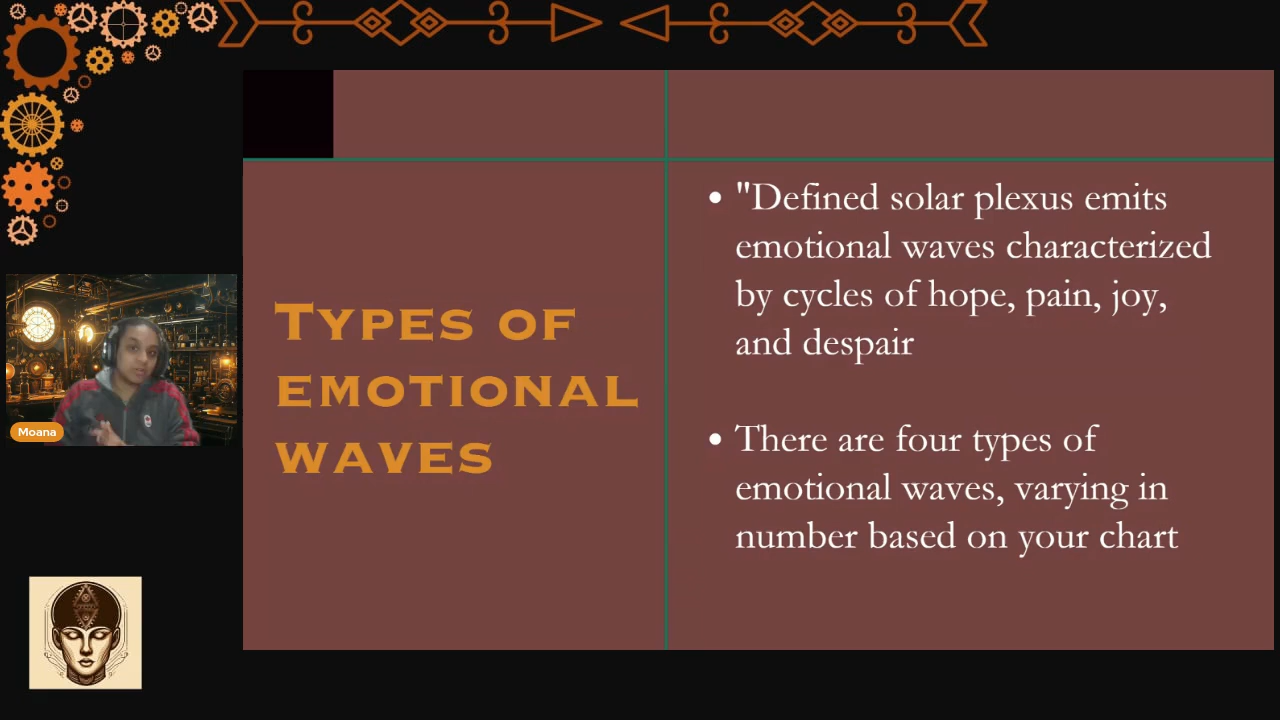 Types of
emotional
waves
• "Defined solar plexus emits
emotional waves characterized
by cycles of hope, pain, joy,
and despair
• There are four types of
emotional waves, varying in
number based on your chart
Moana